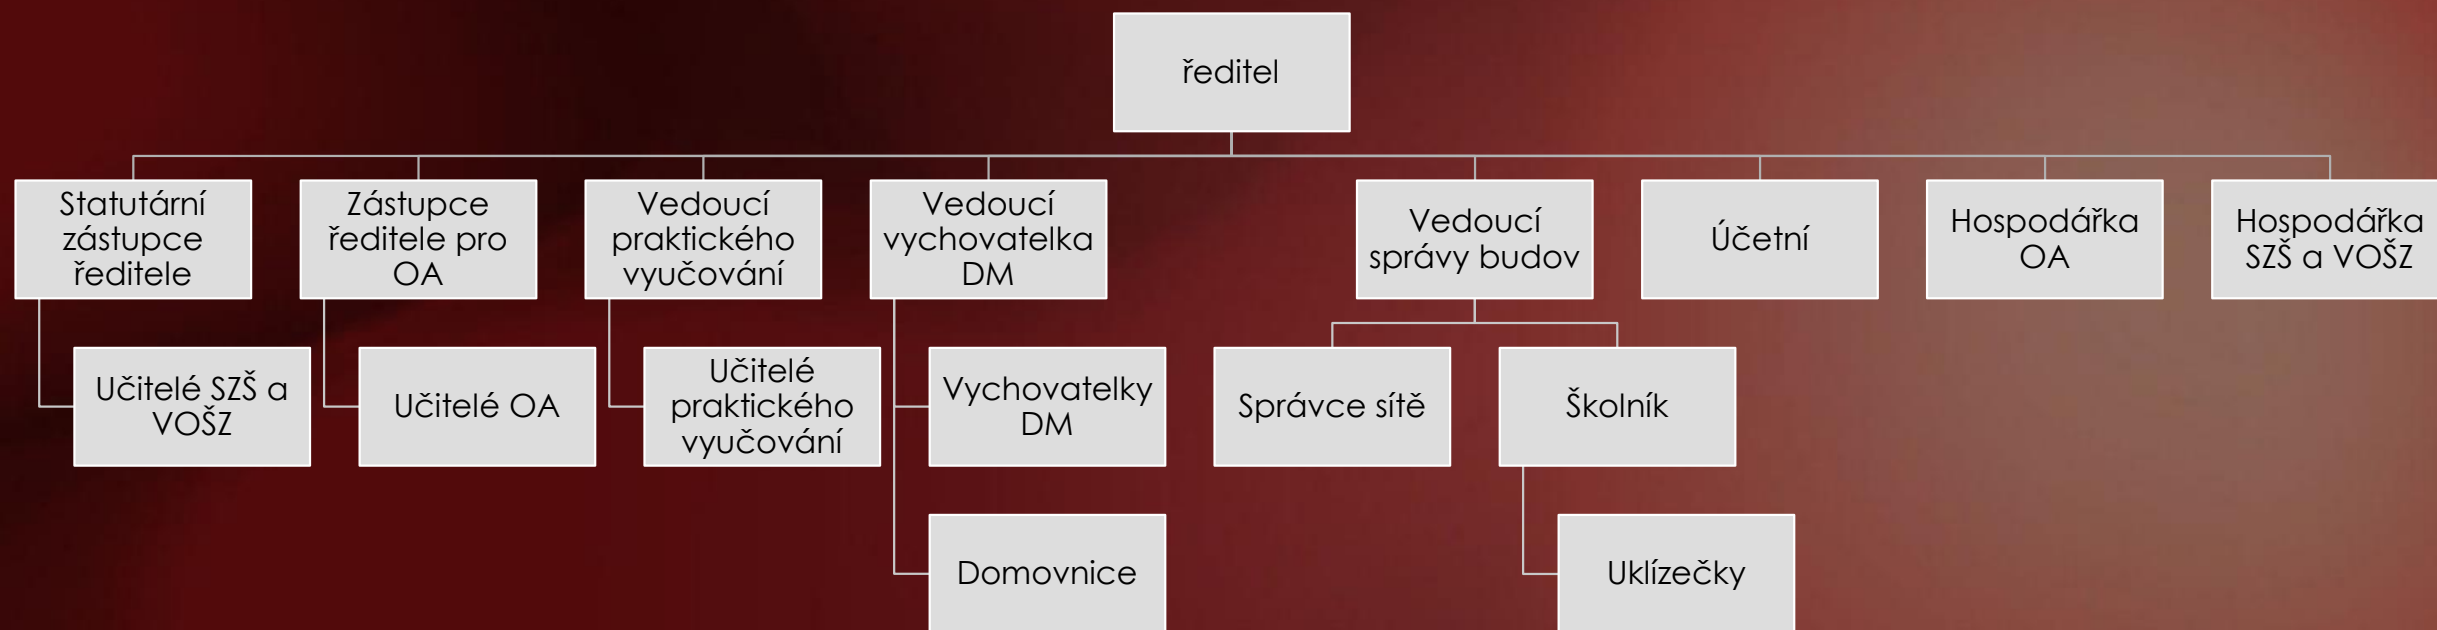 ředitel
Statutární
zástupce
ředitele
Zástupce
ředitele pro
OA
Vedoucí
praktického
vyučování
Vedoucí
vychovatelka
DM
Vedoucí
správy budov
Účetní
Hospodářka
OA
Hospodářka
SZŠ a VOŠZ
Učitelé SZŠ a
VOŠZ
Učitelé OA
Učitelé
praktického
vyučování
Vychovatelky
DM
Správce sítě
Školník
Domovnice
Uklízečky